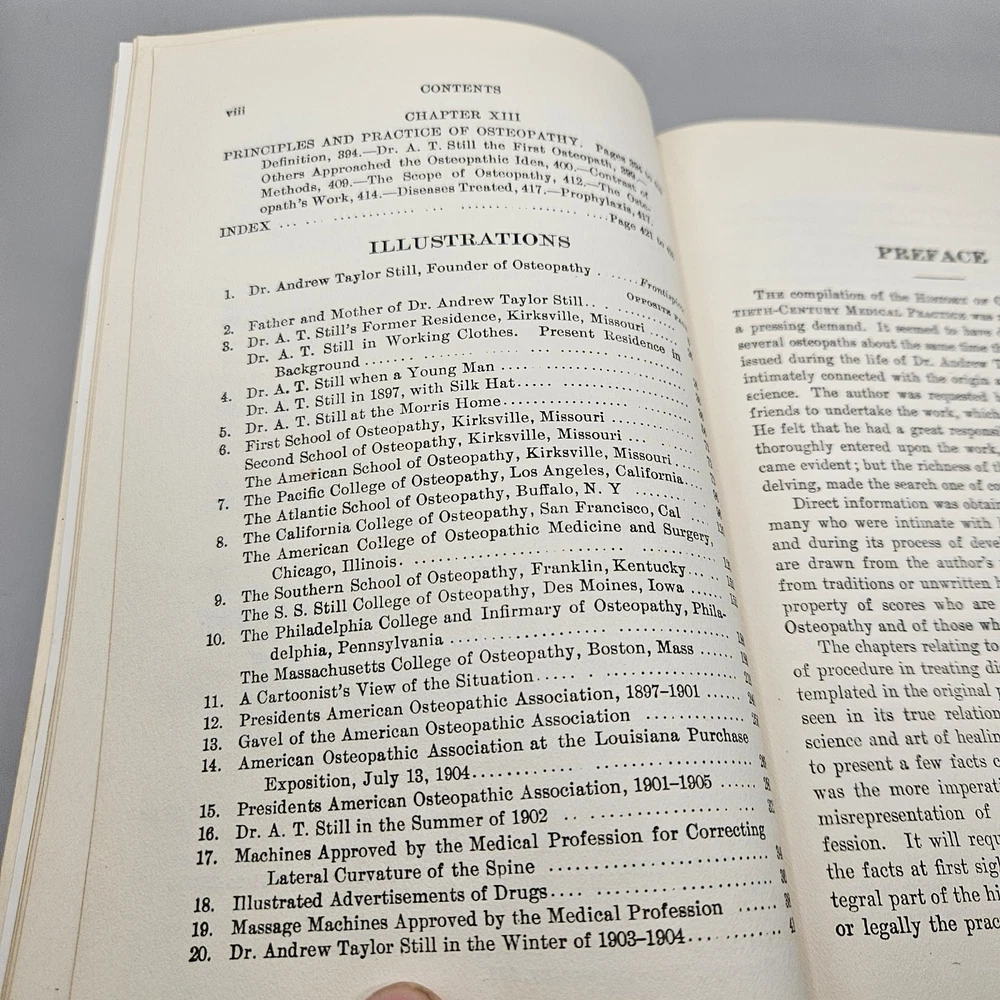 CONTENTS
viii
CHAPTER XIII
PRINCIPLES AND PRACTICE OF OSTEOPATHY. Pages 394 to
Definition, 394.—Dr. A. T. Still the First Osteopath, 399.—
Others Approached the Osteopathic Idea, 400.—Contrast of
Methods, 409.—The Scope of Osteopathy, 412.—The Oste-
opath's Work, 414.—Diseases Treated, 417.—Prophylaxis, 417.
INDEX ... Page 421 to
ILLUSTRATIONS
1. Dr. Andrew Taylor Still, Founder of Osteopathy ......Frontispiece
OPPOSITE
2. Father and Mother of Dr. Andrew Taylor Still..
Dr. A. T. Still's Former Residence, Kirksville, Missouri ....
3. Dr. A. T. Still in Working Clothes. Present Residence in
Background
4. Dr. A. T. Still when a Young Man
Dr. A. T. Still in 1897, with Silk Hat.....
5. Dr. A. T. Still at the Morris Home
6. First School of Osteopathy, Kirksville, Missouri
Second School of Osteopathy, Kirksville, Missouri ...
The American School of Osteopathy, Kirksville, Missouri....
7. The Pacific College of Osteopathy, Los Angeles, California....
The Atlantic School of Osteopathy, Buffalo, N. Y
8. The California College of Osteopathy, San Francisco, Cal ....
The American College of Osteopathic Medicine and Surgery,
Chicago, Illinois.
9. The Southern School of Osteopathy, Franklin, Kentucky.....
The S. S. Still College of Osteopathy, Des Moines, Iowa ......
10. The Philadelphia College and Infirmary of Osteopathy, Phila-
delphia, Pennsylvania
The Massachusetts College of Osteopathy, Boston, Mass ......
11. A Cartoonist's View of the Situation
12. Presidents American Osteopathic Association, 1897–1901 ......
13. Gavel of the American Osteopathic Association
14. American Osteopathic Association at the Louisiana Purchase
Exposition, July 13, 1904
15. Presidents American Osteopathic Association, 1901–1905 ......
16. Dr. A. T. Still in the Summer of 1902
17. Machines Approved by the Medical Profession for Correcting
Lateral Curvature of the Spine
18. Illustrated Advertisements of Drugs....
19. Massage Machines Approved by the Medical Profession ......
20. Dr. Andrew Taylor Still in the Winter of 1903–1904
PREFACE
THE compilation of the HISTORY OF
TIETH-CENTURY MEDICAL PRACTICE was
a pressing demand. It seemed to have
several osteopaths about the same time
issued during the life of Dr. Andrew
intimately connected with the origin
science. The author was requested
friends to undertake the work, which
He felt that he had a great
thoroughly entered upon the work,
came evident; but the richness of
delving, made the search one of
Direct information was
many who were intimate with
and during its process of
are drawn from the author's
from traditions or unwritten
property of scores who are
Osteopathy and of those
The chapters relating to
of procedure in treating
templated in the original
seen in its true
science and art of
to present a few facts
was the more
misrepresentation of
fession. It will
the facts at first
tegral part of the
or legally the